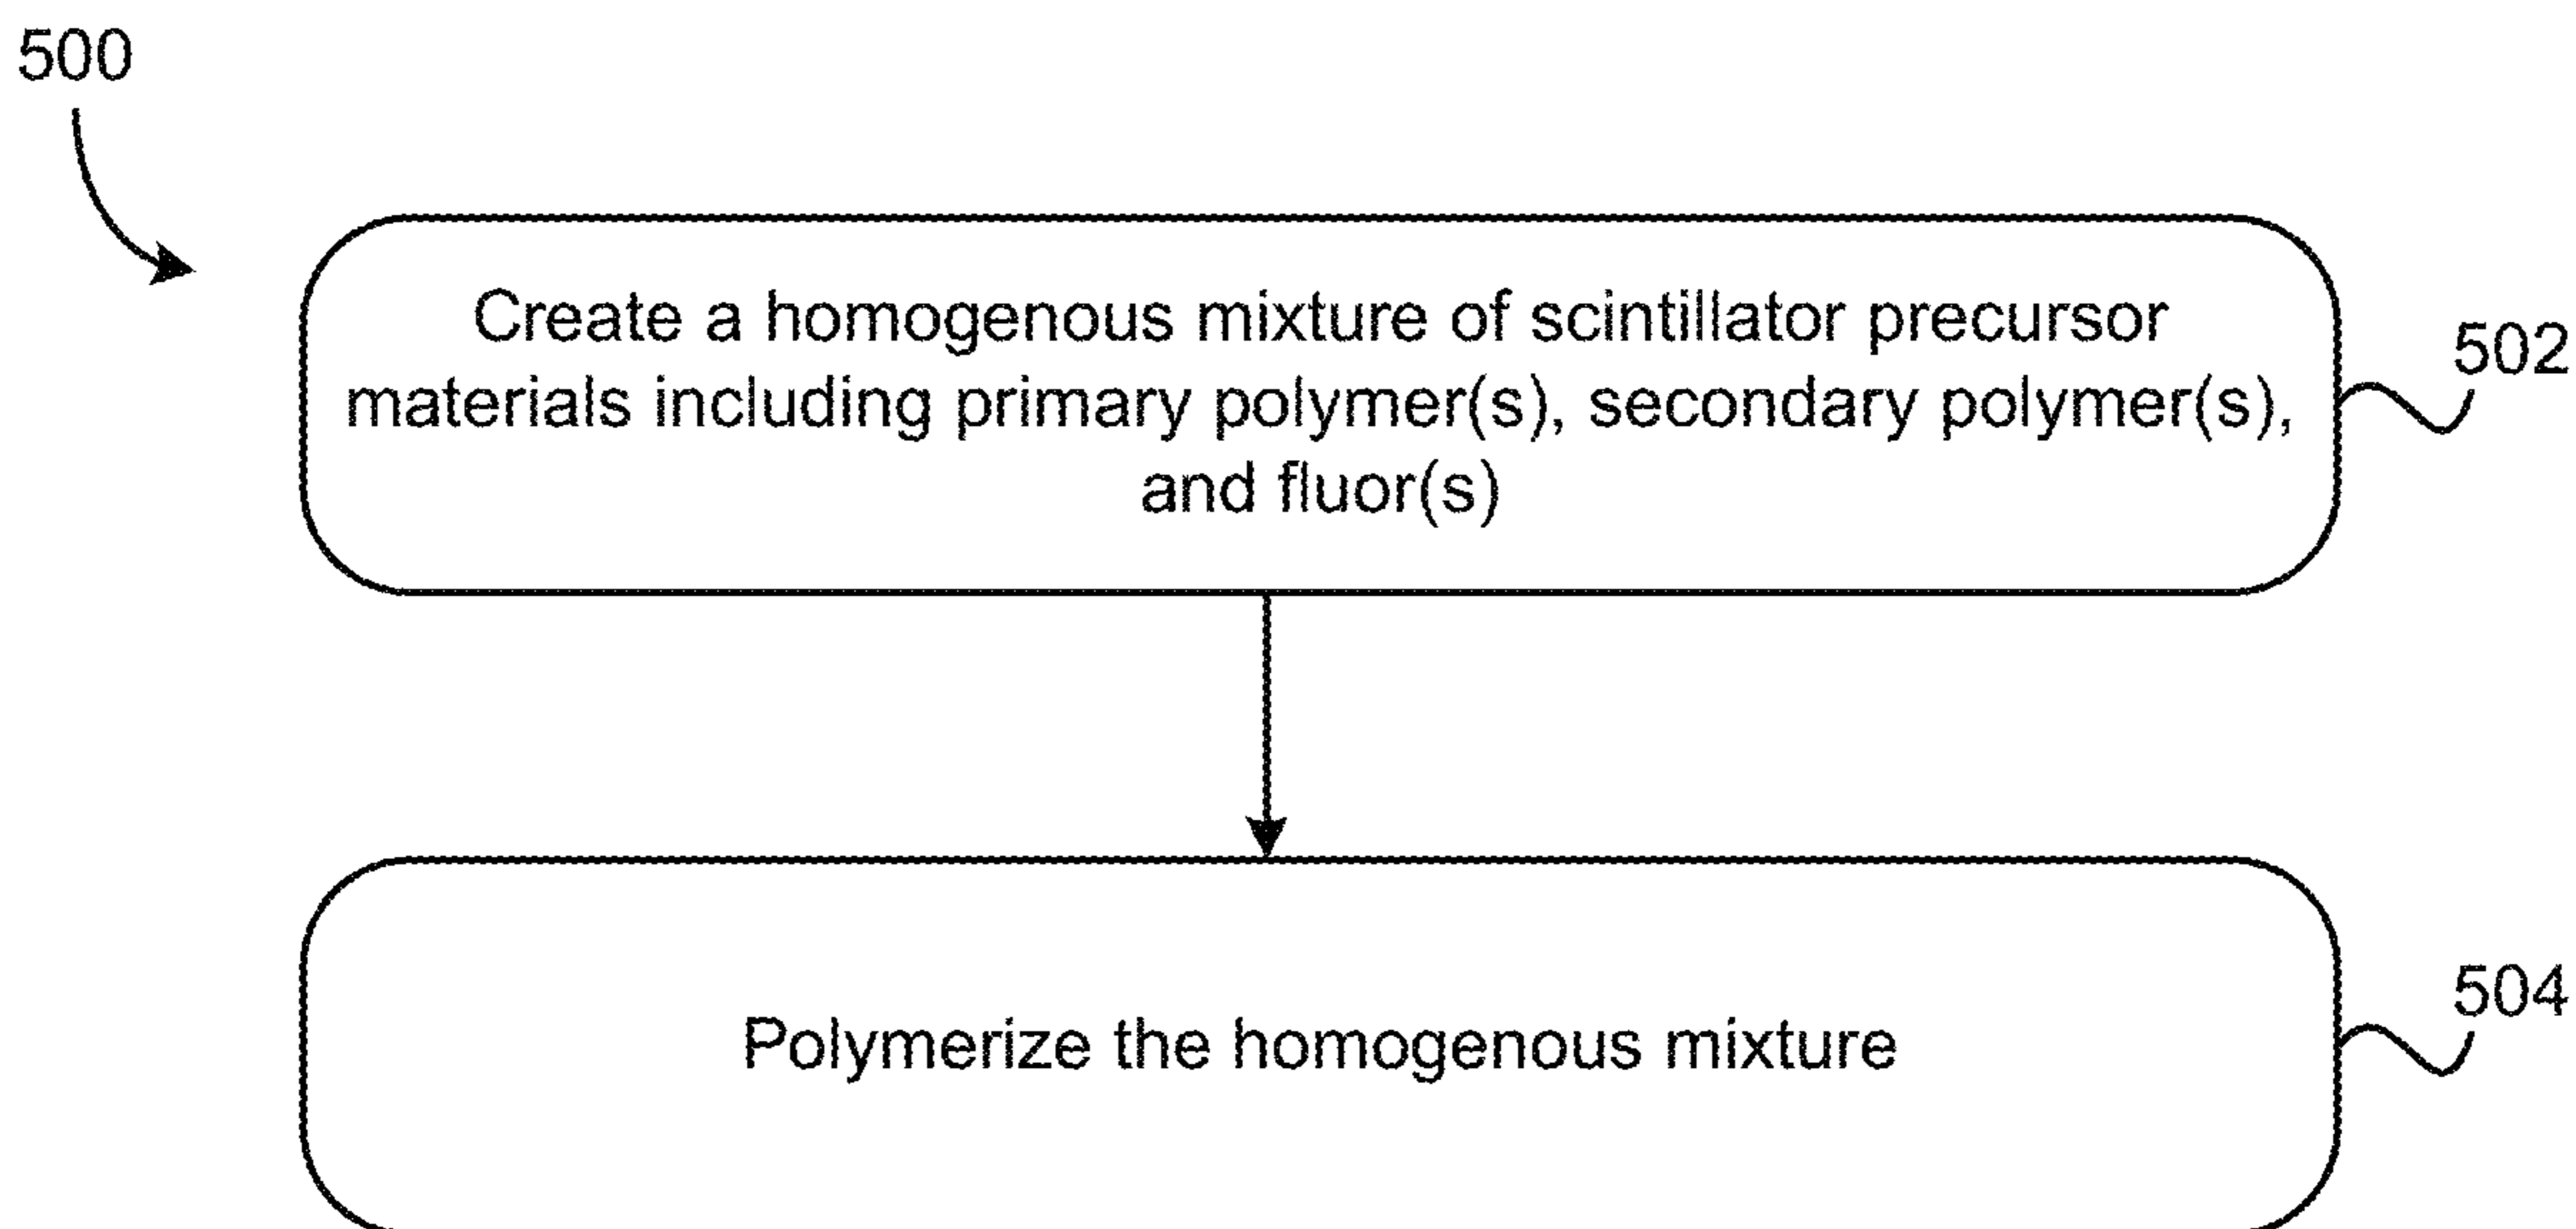 500
Create a homogenous mixture of scintillator precursor
materials including primary polymer(s), secondary polymer(s),
and fluor(s)
502
Polymerize the homogenous mixture
504